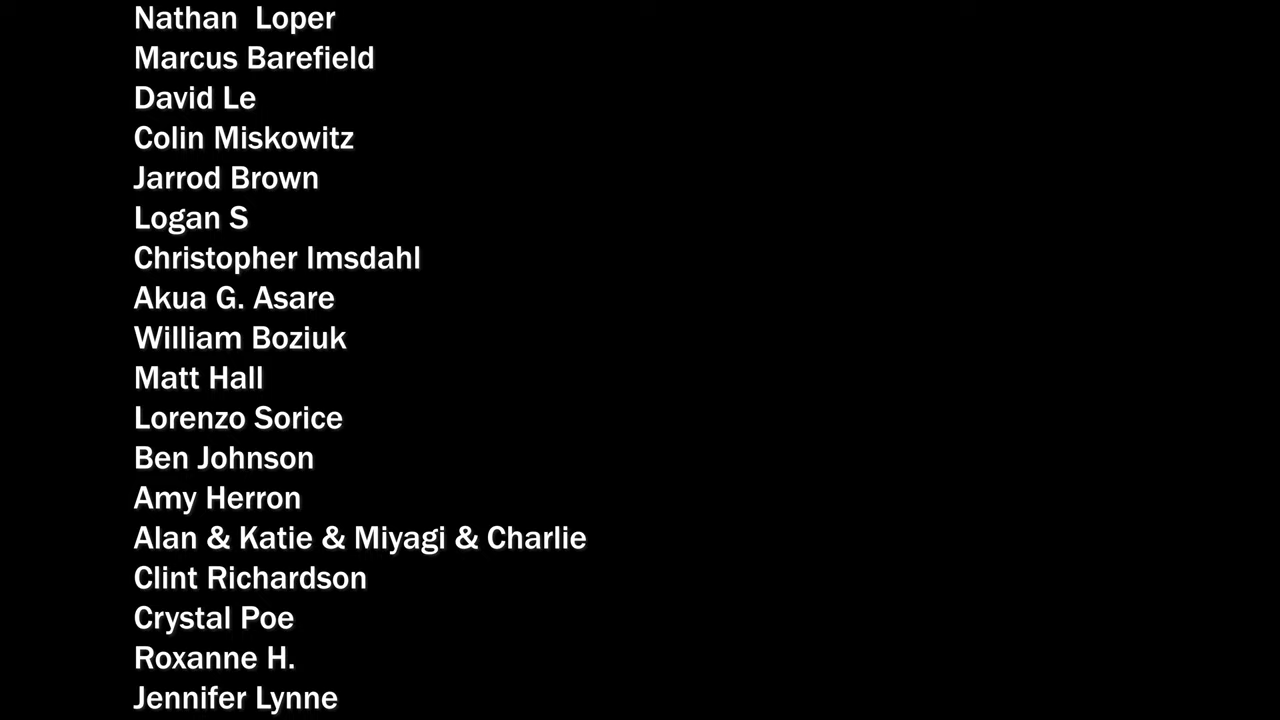 Nathan  Loper
Marcus Barefield
David Le
Colin Miskowitz
Jarrod Brown
Logan S
Christopher Imsdahl
Akua G. Asare
William Boziuk
Matt Hall
Lorenzo Sorice
Ben Johnson
Amy Herron
Alan & Katie & Miyagi & Charlie
Clint Richardson
Crystal Poe
Roxanne H.
Jennifer Lynne